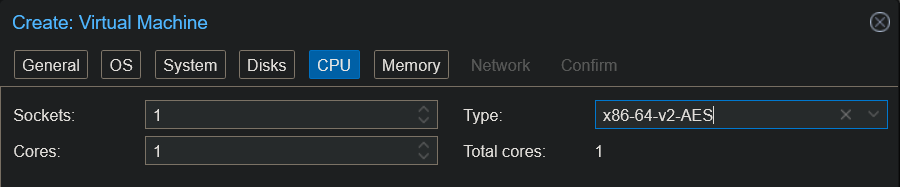 Create: Virtual Machine
General OS System Disks CPU Memory Network Confirm
Sockets: 1 Type: x86-64-v2-AES
Cores: 1 Total cores: 1